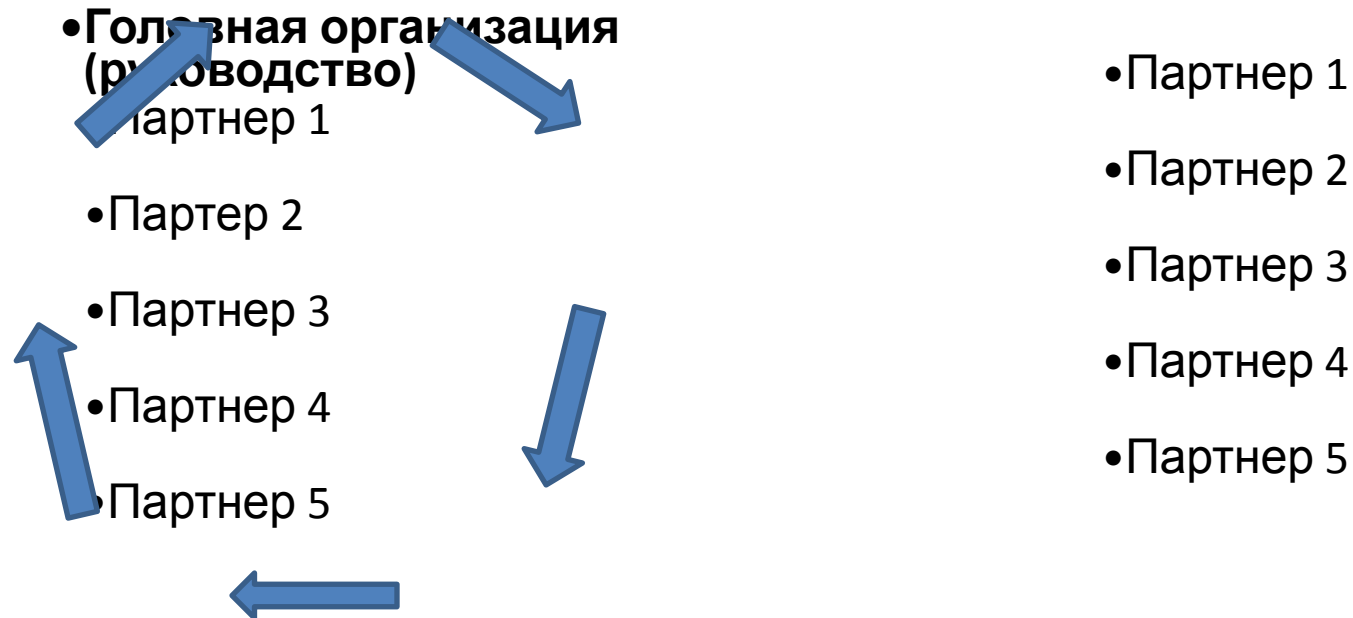 •Головная организация
(руководство)
•Партнер 1
•Партер 2
•Партнер 3
•Партнер 4
•Партнер 5
•Партнер 1
•Партнер 2
•Партнер 3
•Партнер 4
•Партнер 5